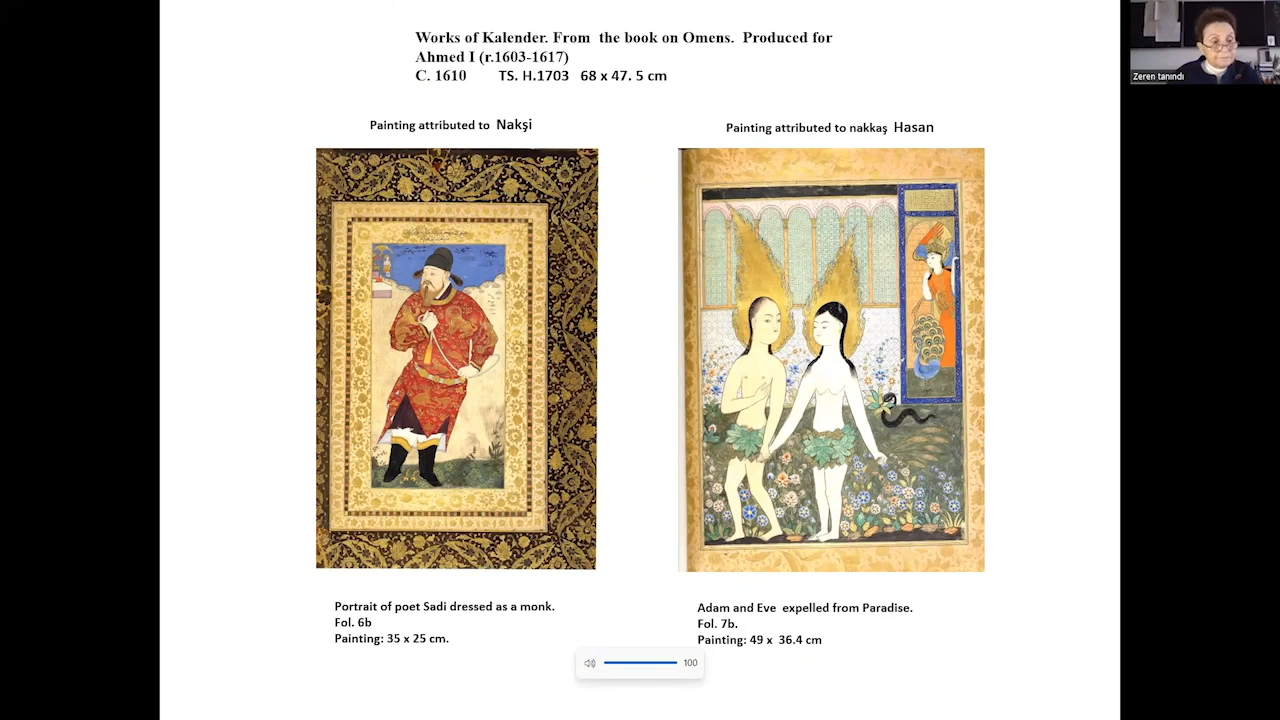 Works of Kalender. From the book on Omens. Produced for
Ahmed I (r.1603-1617)
C. 1610 TS. H.1703 68 x 47. 5 cm
Zeren tanındı
Painting attributed to Nakşi
Painting attributed to nakkaş Hasan
Portrait of poet Sadi dressed as a monk.
Fol. 6b
Painting: 35 x 25 cm.
Adam and Eve expelled from Paradise.
Fol. 7b.
Painting: 49 x 36.4 cm
100